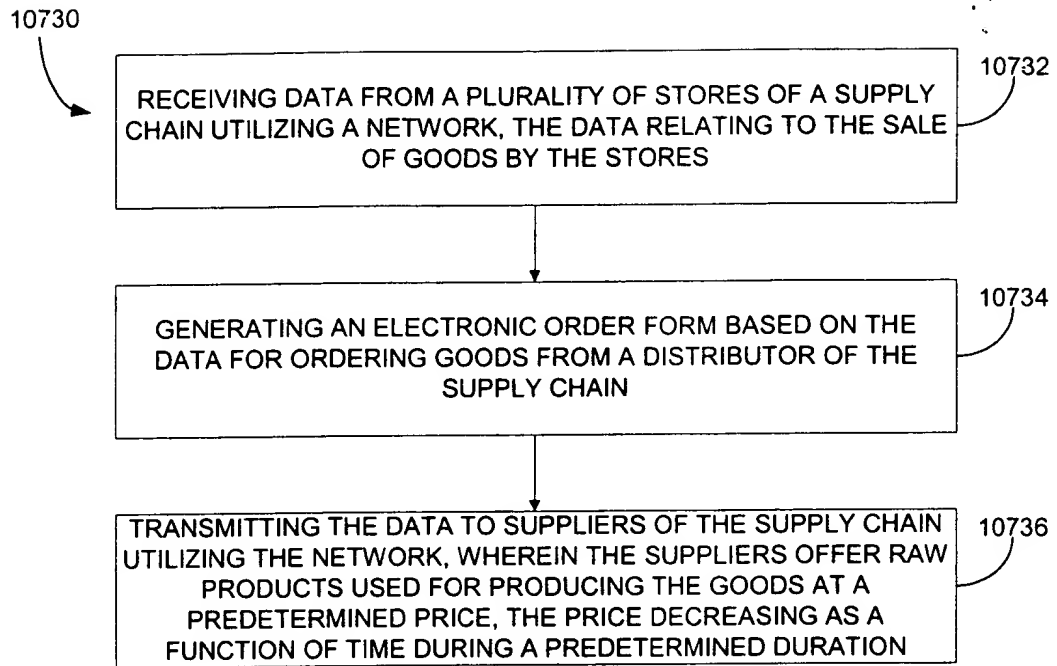 10730
10732
RECEIVING DATA FROM A PLURALITY OF STORES OF A SUPPLY
CHAIN UTILIZING A NETWORK, THE DATA RELATING TO THE SALE
OF GOODS BY THE STORES
10734
GENERATING AN ELECTRONIC ORDER FORM BASED ON THE
DATA FOR ORDERING GOODS FROM A DISTRIBUTOR OF THE
SUPPLY CHAIN
10736
TRANSMITTING THE DATA TO SUPPLIERS OF THE SUPPLY CHAIN
UTILIZING THE NETWORK, WHEREIN THE SUPPLIERS OFFER RAW
PRODUCTS USED FOR PRODUCING THE GOODS AT A
PREDETERMINED PRICE, THE PRICE DECREASING AS A
FUNCTION OF TIME DURING A PREDETERMINED DURATION